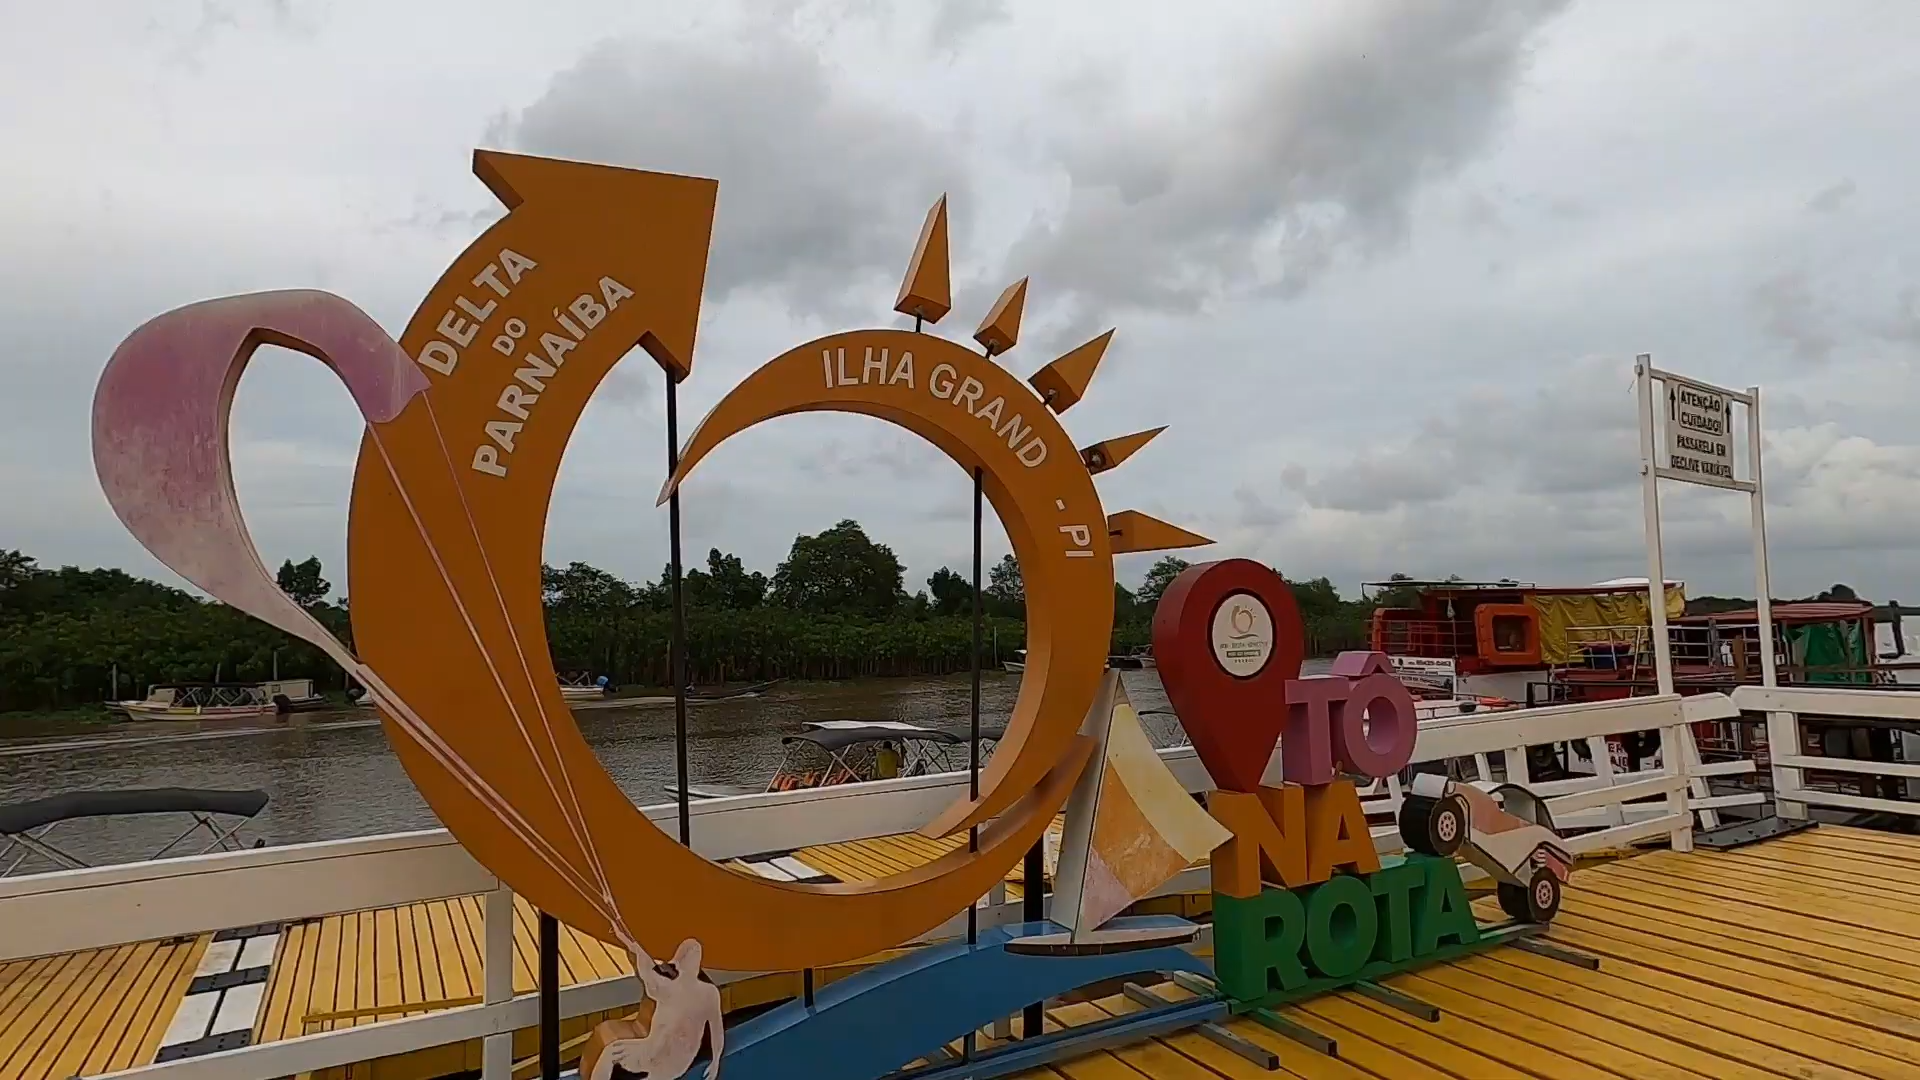 DELTA
DO
PARNAÍBA
ILHA GRAND - PI
TÔ
NA
ROTA
ATENÇÃO
CUIDADO!
PASSARELA EM
DECLIVE VARIÁVEL